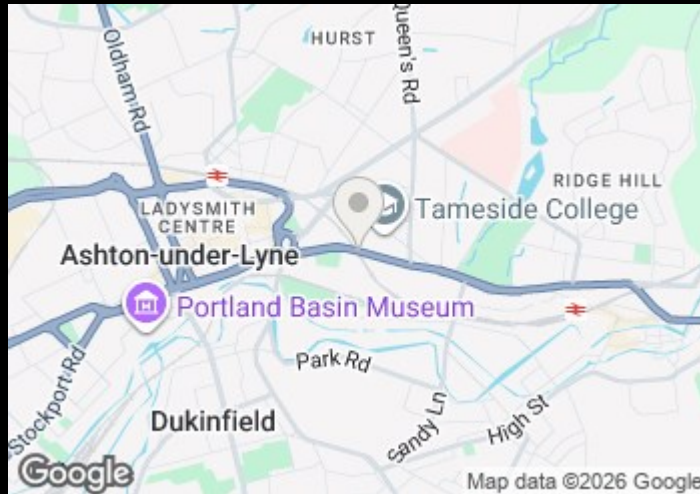 HURST
Oldham Rd
Queen's Rd
RIDGE HILL
LADYSMITH
CENTRE
Tameside College
Ashton-under-Lyne
Portland Basin Museum
Park Rd
Stockport Rd
Dukinfield
Sandy Ln
High St
Google
Map data ©2026 Google